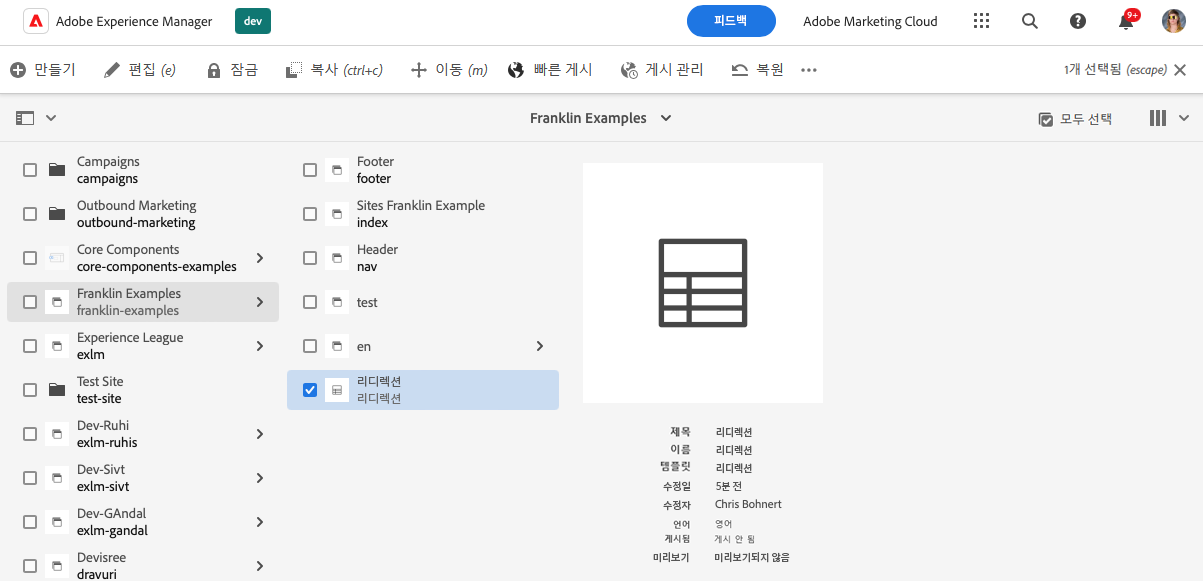 Adobe Experience Manager
dev
피드백
Adobe Marketing Cloud
9+
만들기
편집 (e)
잠금
복사 (ctrl+c)
이동 (m)
빠른 게시
게시 관리
복원
1개 선택됨 (escape)
Franklin Examples
모두 선택
Campaigns
campaigns
Outbound Marketing
outbound-marketing
Core Components
core-components-examples
Franklin Examples
franklin-examples
Experience League
exlm
Test Site
test-site
Dev-Ruhi
exlm-ruhis
Dev-Sivt
exlm-sivt
Dev-GAndal
exlm-gandal
Devisree
dravuri
Footer
footer
Sites Franklin Example
index
Header
nav
test
en
리디렉션
리디렉션
제목 리디렉션
이름 리디렉션
템플릿 리디렉션
수정일 5분 전
수정자 Chris Bohnert
언어 영어
게시됨 게시 안 됨
미리보기 미리보기되지 않음